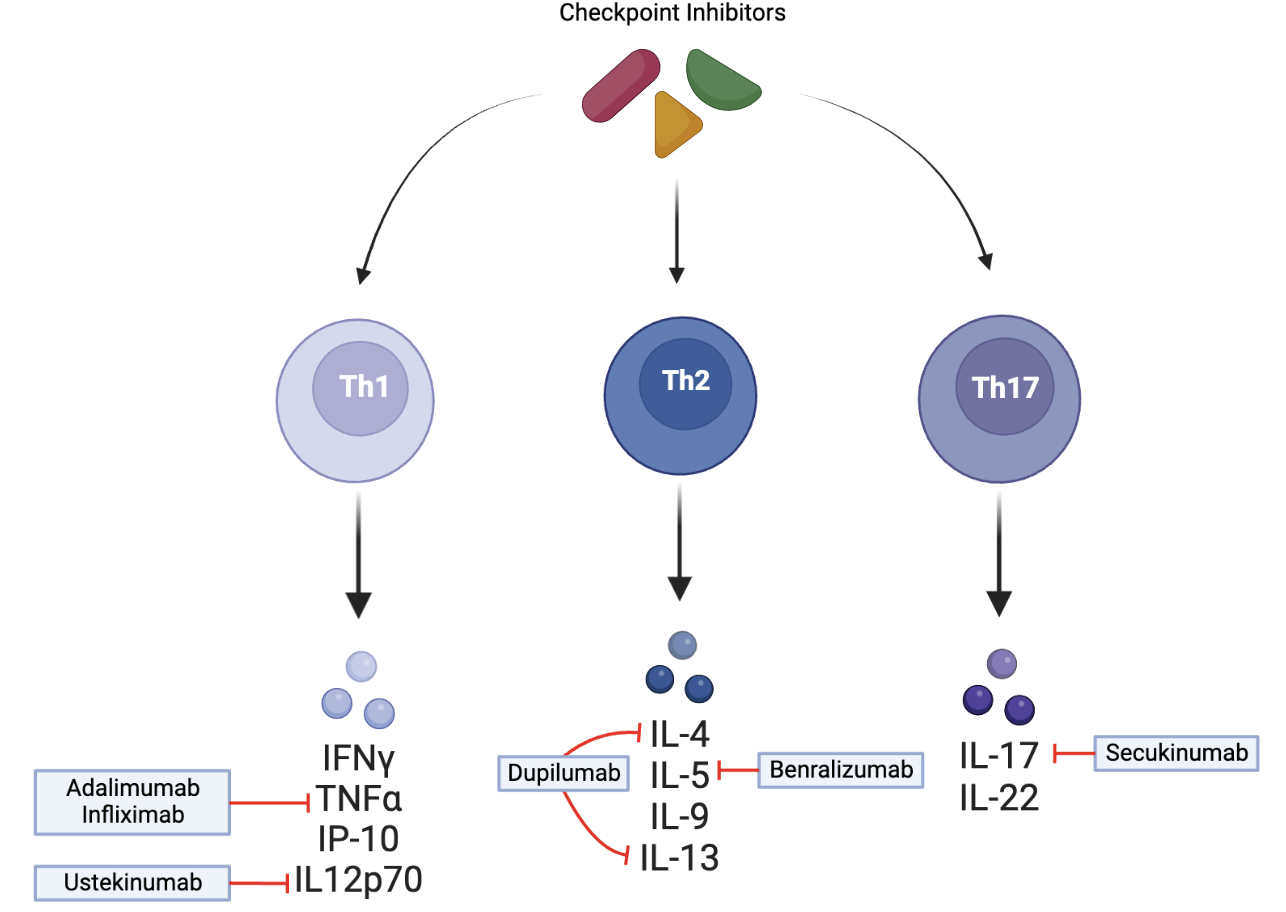 Checkpoint Inhibitors
Th1
Th2
Th17
IFNγ
TNFα
IP-10
IL12p70
Adalimumab
Infliximab
Ustekinumab
IL-4
IL-5
IL-9
IL-13
Dupilumab
Benralizumab
IL-17
IL-22
Secukinumab